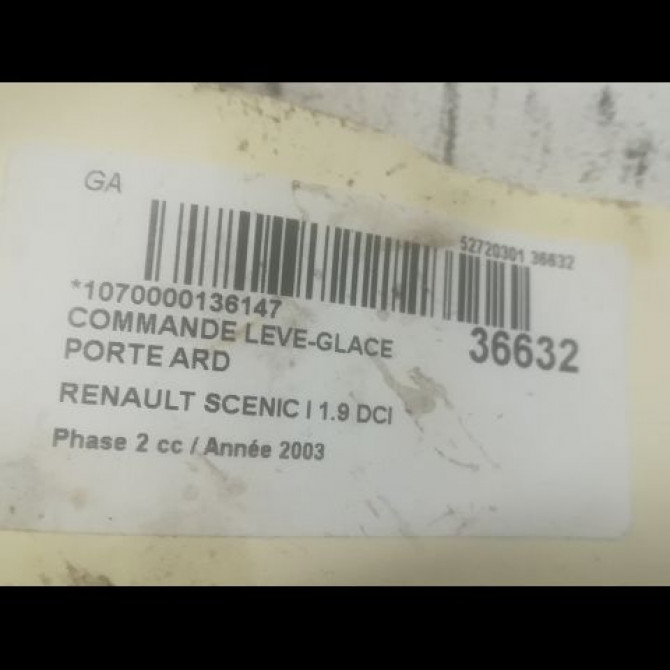 GA
52720301 36632
*1070000136147
COMMANDE LEVE-GLACE
PORTE ARD
36632
RENAULT SCENIC I 1.9 DCI
Phase 2 cc / Année 2003